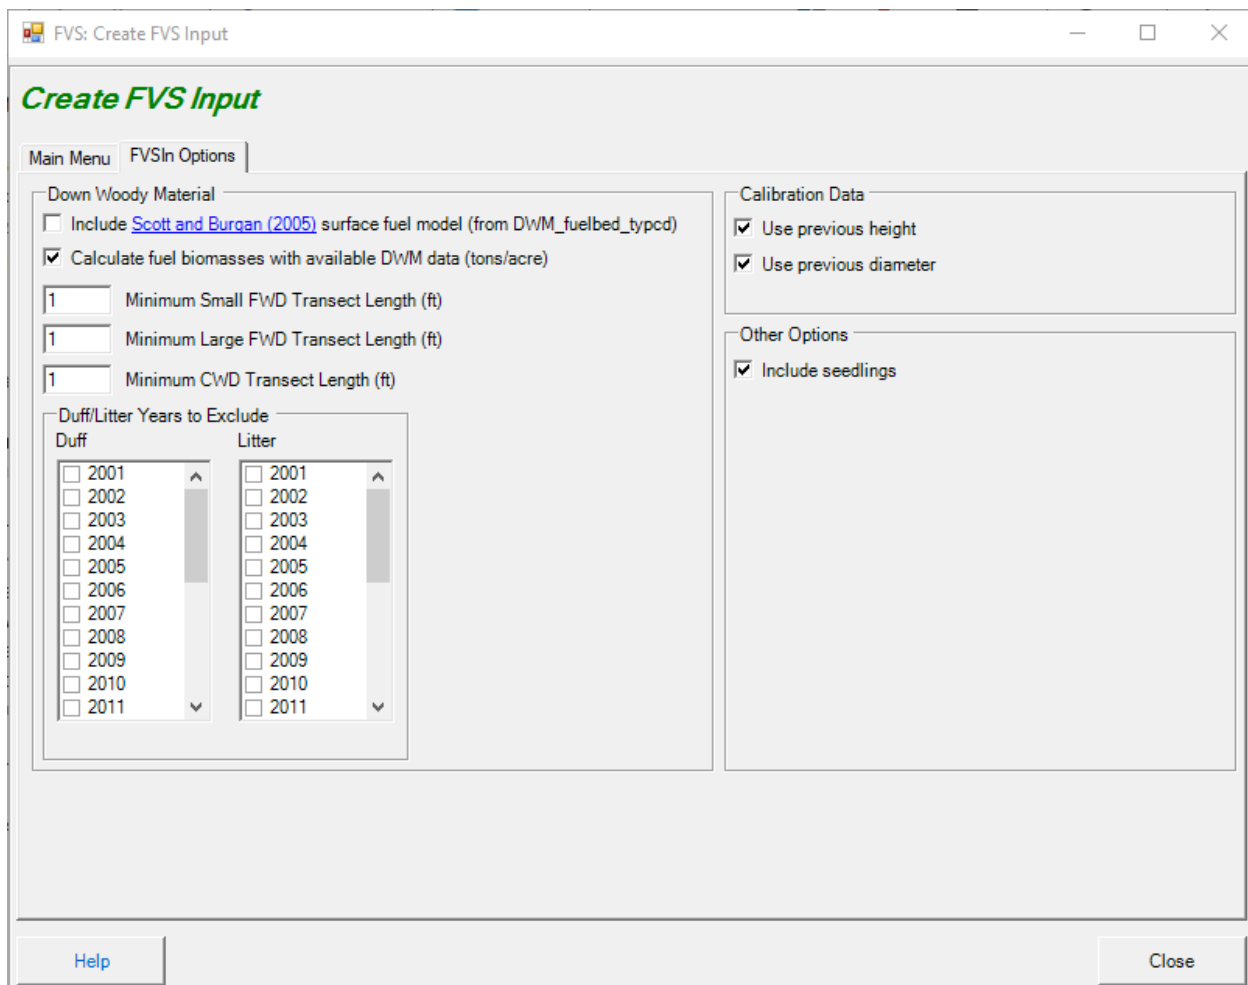 FVS: Create FVS Input
Create FVS Input
Main Menu
FVSIn Options
Down Woody Material
Include Scott and Burgan (2005) surface fuel model (from DWM_fuelbed_typcd)
Calculate fuel biomasses with available DWM data (tons/acre)
1 Minimum Small FWD Transect Length (ft)
1 Minimum Large FWD Transect Length (ft)
1 Minimum CWD Transect Length (ft)
Duff/Litter Years to Exclude
Duff
2001
2002
2003
2004
2005
2006
2007
2008
2009
2010
2011
Litter
2001
2002
2003
2004
2005
2006
2007
2008
2009
2010
2011
Calibration Data
Use previous height
Use previous diameter
Other Options
Include seedlings
Help
Close